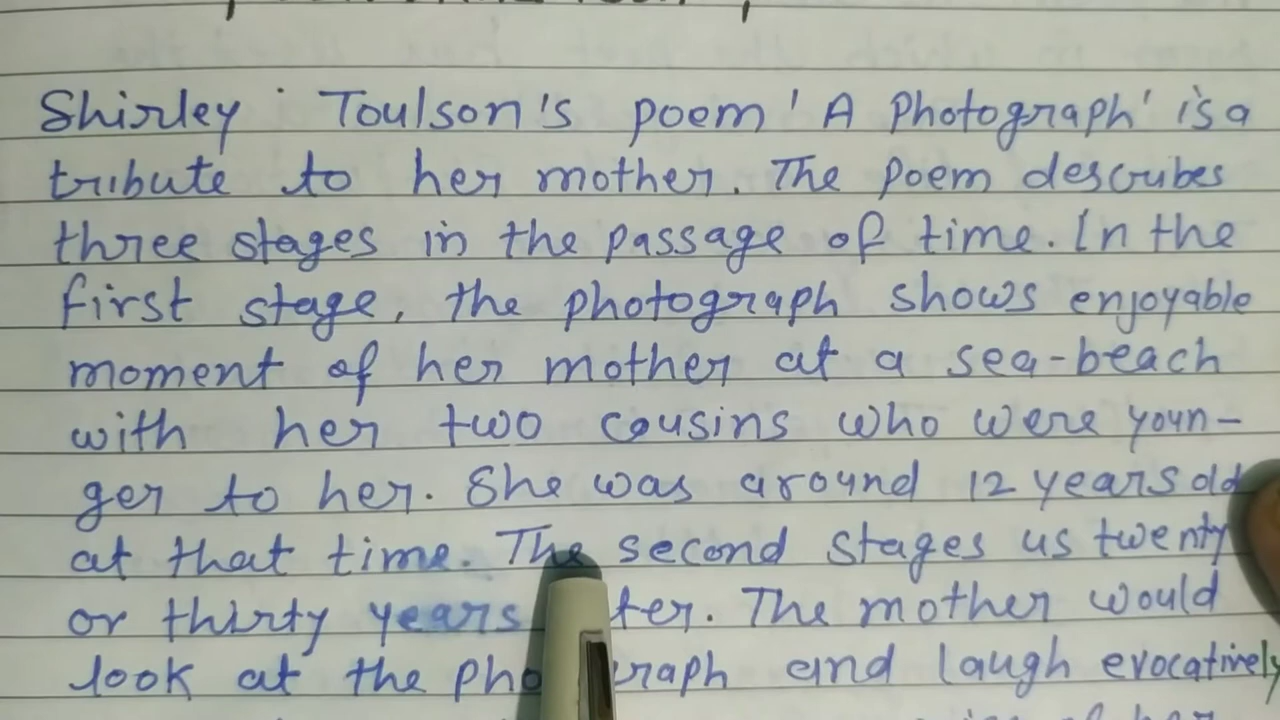 Shirley Toulson's poem 'A Photograph' is a
tribute to her mother. The poem describes
three stages in the passage of time. In the
first stage, the photograph shows enjoyable
moment of her mother at a sea-beach
with her two cousins who were youn-
ger to her. She was around 12 years old
at that time. The second stages is twenty
or thirty years ter. The mother would
look at the pho raph and laugh evocatively
of her